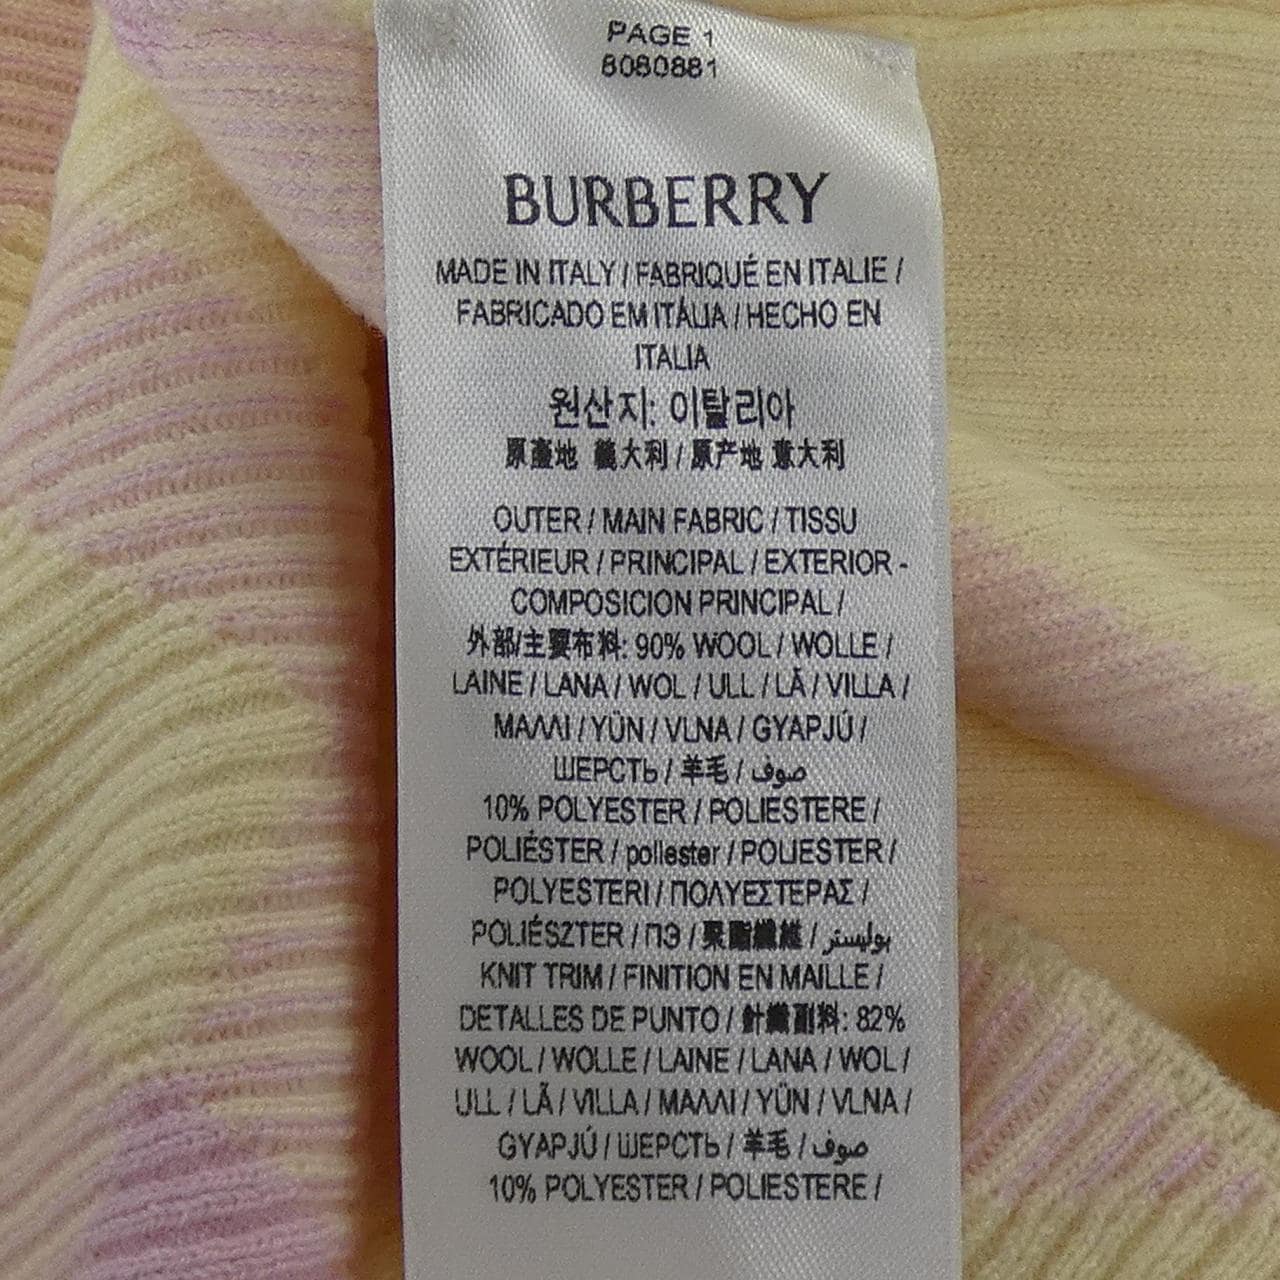 PAGE 1
8080881
BURBERRY
MADE IN ITALY / FABRIQUÉ EN ITALIE /
FABRICADO EM ITÁLIA / HECHO EN
ITALIA
원산지: 이탈리아
原產地 義大利 / 原产地 意大利
OUTER / MAIN FABRIC / TISSU
EXTÉRIEUR / PRINCIPAL / EXTERIOR -
COMPOSICION PRINCIPAL /
外部/主要布料: 90% WOOL / WOLLE /
LAINE / LANA / WOL / ULL / LÃ / VILLA /
ΜΑΛΛΙ / YÜN / VLNA / GYAPJÚ /
ШЕРСТЬ / 羊毛 / صوف
10% POLYESTER / POLIESTERE /
POLIÉSTER / poliester / POLIJESTER /
POLYESTERI / ΠΟΛΥΕΣΤΕΡΑΣ /
POLIÉSZTER / ПЭ / 聚酯纖維 / بوليستر
KNIT TRIM / FINITION EN MAILLE /
DETALLES DE PUNTO / 針織副料: 82%
WOOL / WOLLE / LAINE / LANA / WOL /
ULL / LÃ / VILLA / ΜΑΛΛΙ / YÜN / VLNA /
GYAPJÚ / ШЕРСТЬ / 羊毛 / صوف
10% POLYESTER / POLIESTERE /